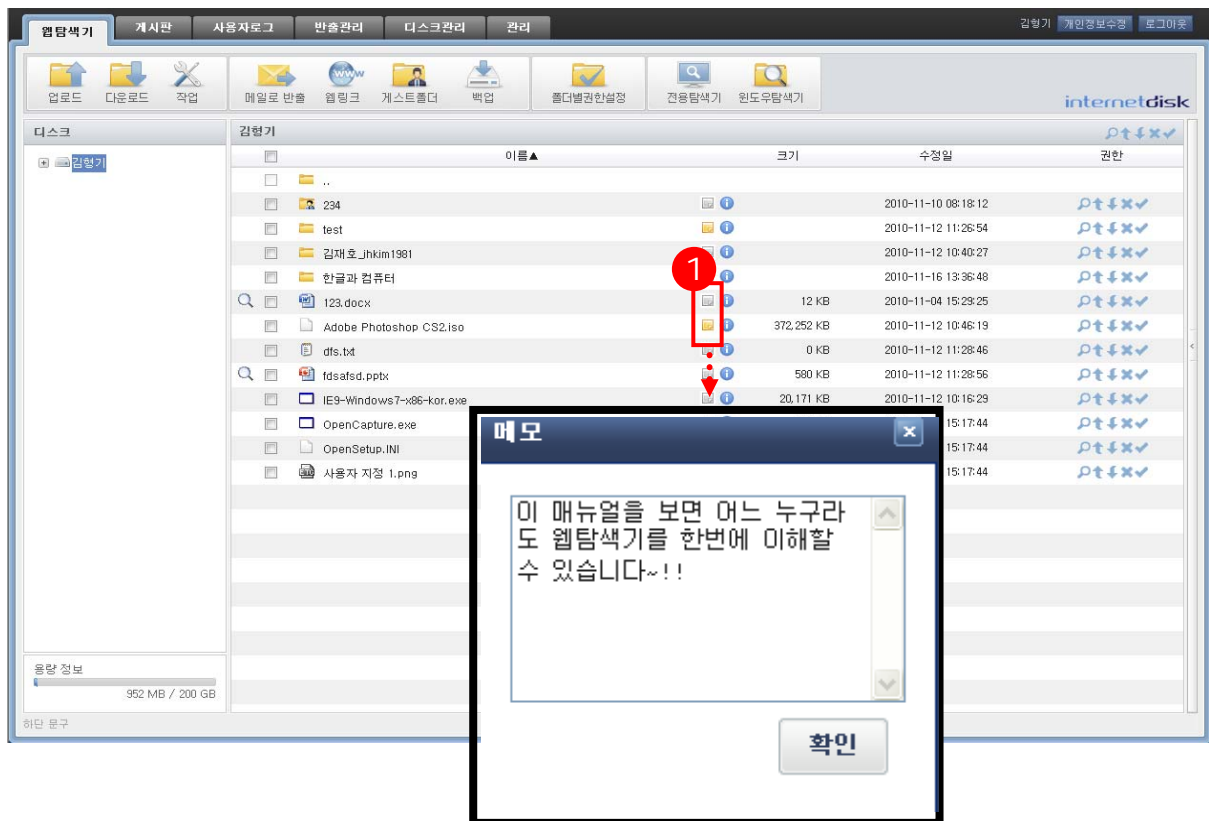 웹탐색기 게시판 사용자로그 반출관리 디스크관리 관리 김형기 개인정보수정 로그아웃
업로드 다운로드 작업 메일로 반출 웹링크 게스트폴더 백업 폴더별권한설정 전용탐색기 윈도우탐색기
internetdisk
디스크 김형기
김형기
이름▲ 크기 수정일 권한
..
234 2010-11-10 08:18:12
test 2010-11-12 11:26:54
김재호_jhkim1981 2010-11-12 10:40:27
한글과 컴퓨터 2010-11-16 13:36:48
1
123.docx 12 KB 2010-11-04 15:29:25
Adobe Photoshop CS2.iso 372,252 KB 2010-11-12 10:46:19
dfs.txt 0 KB 2010-11-12 11:28:46
fdsafsd.pptx 580 KB 2010-11-12 11:28:56
IE9-Windows7-x86-kor.exe 20,171 KB 2010-11-12 10:16:29
OpenCapture.exe 15:17:44
OpenSetup.INI 15:17:44
사용자 지정 1.png 15:17:44
메모
이 매뉴얼을 보면 어느 누구라
도 웹탐색기를 한번에 이해할
수 있습니다~!!
확인
용량 정보
952 MB / 200 GB
하단 문구